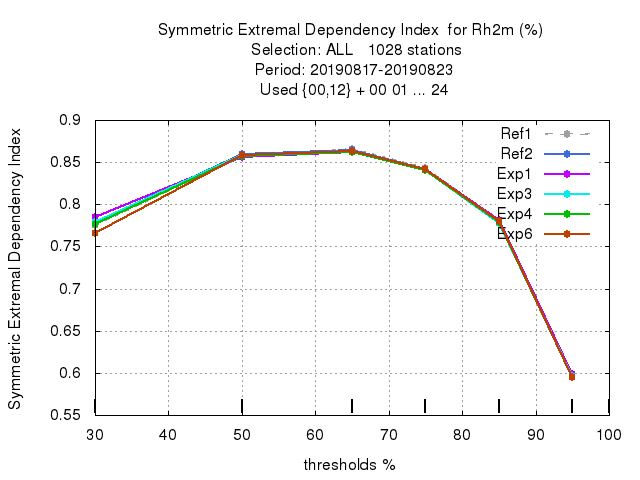 Symmetric Extremal Dependency Index  for Rh2m (%)
Selection: ALL   1028 stations
Period: 20190817-20190823
Used {00,12} + 00 01 ... 24
Symmetric Extremal Dependency Index
0.9
0.85
0.8
0.75
0.7
0.65
0.6
0.55
Ref1
Ref2
Exp1
Exp3
Exp4
Exp6
30 40 50 60 70 80 90 100
thresholds %